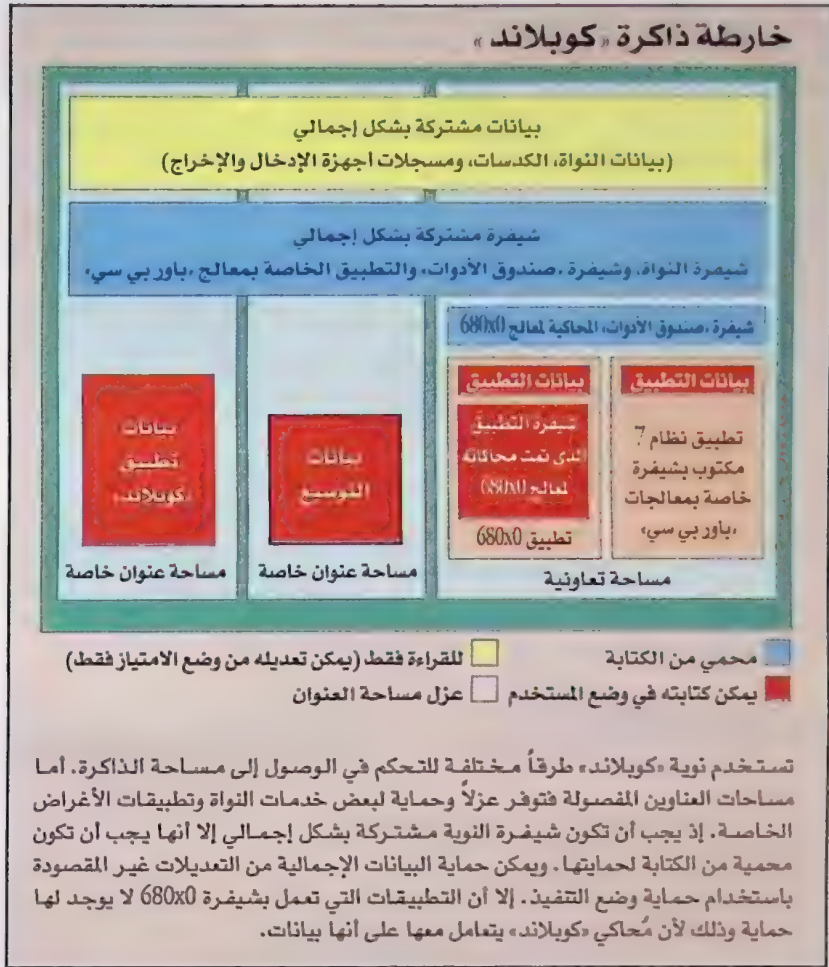 خارطة ذاكرة «كوبلاند»
بيانات مشتركة بشكل إجمالي
(بيانات النواة، الكدسات، ومسجلات أجهزة الإدخال والإخراج)
شيفرة مشتركة بشكل إجمالي
شيفرة النواة، وشيفرة «صندوق الأدوات» والتطبيق الخاصة بمعالج «باور بي سي»
شيفرة «صندوق الأدوات» المحاكية لمعالج 680x0
بيانات التطبيق
تطبيق نظام 7
مكتوب بشيفرة
خاصة بمعالجات
«باور بي سي»
بيانات التطبيق
شيفرة التطبيق
الذي تمت محاكاته
لمعالج 680x0
تطبيق 680x0
مساحة تعاونية
بيانات
التوسيع
مساحة عنوان خاصة
بيانات
تطبيق
«كوبلاند»
مساحة عنوان خاصة
محمي من الكتابة
للقراءة فقط (يمكن تعديله من وضع الامتياز فقط)
يمكن كتابته في وضع المستخدم
عزل مساحة العنوان
تستخدم نوية «كوبلاند» طرقاً مختلفة للتحكم في الوصول إلى مساحة الذاكرة. أما
مساحات العناوين المفصولة فتوفر عزلاً وحماية لبعض خدمات النواة وتطبيقات الأغراض
الخاصة. إذ يجب أن تكون شيفرة النوية مشتركة بشكل إجمالي إلا أنها يجب أن تكون
محمية من الكتابة لحمايتها. ويمكن حماية البيانات الإجمالية من التعديلات غير المقصودة
باستخدام حماية وضع التنفيذ. إلا أن التطبيقات التي تعمل بشيفرة 680x0 لا يوجد لها
حماية وذلك لأن مُحاكي «كوبلاند» يتعامل معها على أنها بيانات.